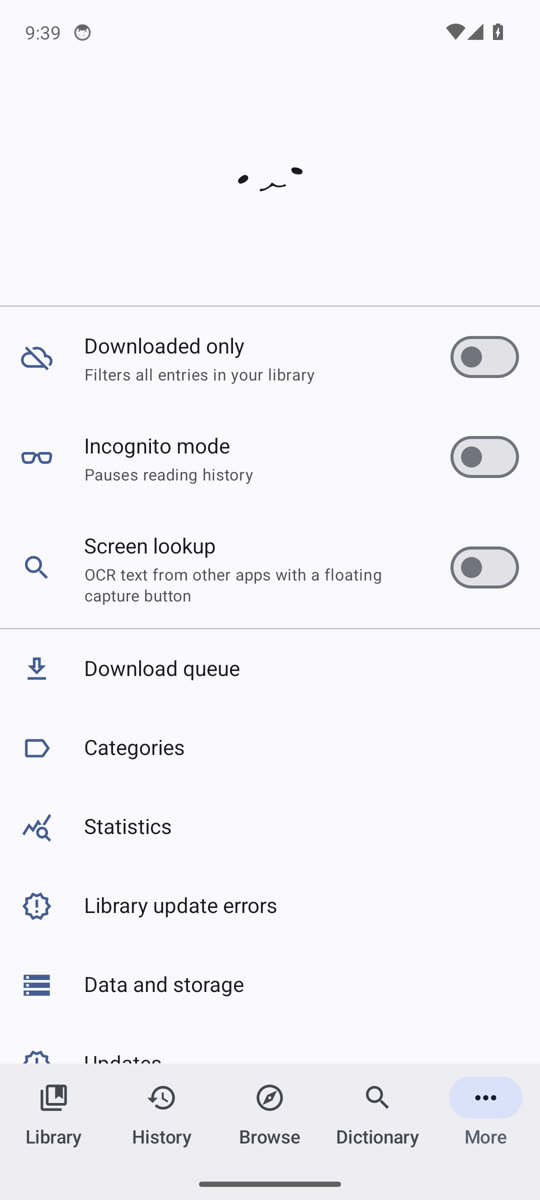 9:39
Downloaded only
Filters all entries in your library
Incognito mode
Pauses reading history
Screen lookup
OCR text from other apps with a floating
capture button
Download queue
Categories
Statistics
Library update errors
Data and storage
Updates
Library
History
Browse
Dictionary
More